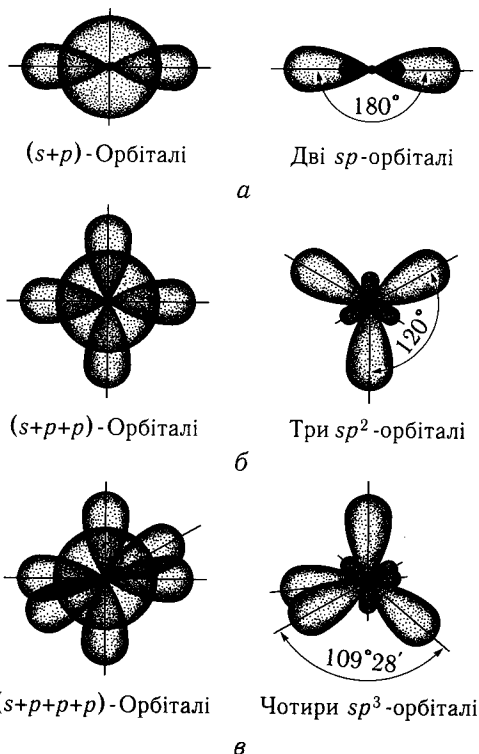 180°
(s+p)-Орбіталі
Дві sp-орбіталі
а
120°
(s+p+p)-Орбіталі
Три sp²-орбіталі
б
109°28′
(s+p+p+p)-Орбіталі
Чотири sp³-орбіталі
в